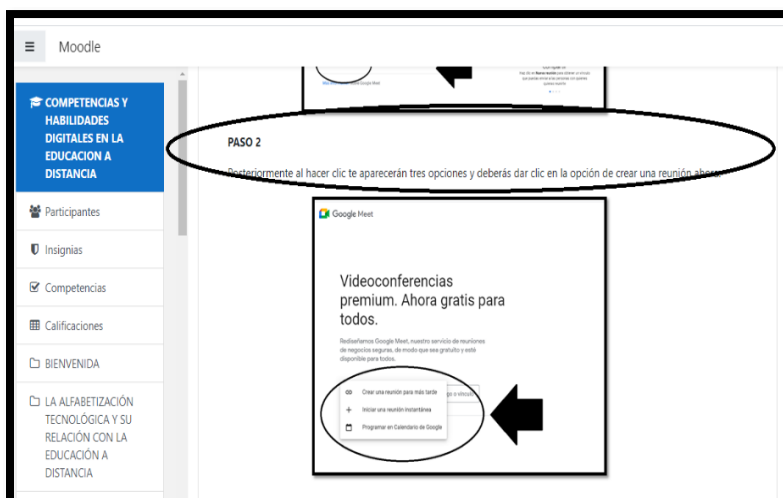 Moodle
COMPETENCIAS Y
HABILIDADES
DIGITALES EN LA
EDUCACION A
DISTANCIA
Participantes
Insignias
Competencias
Calificaciones
BIENVENIDA
LA ALFABETIZACIÓN
TECNOLÓGICA Y SU
RELACIÓN CON LA
EDUCACIÓN A
DISTANCIA
PASO 2
Posteriormente al hacer clic te aparecerán tres opciones y deberás dar clic en la opción de crear una reunión ahora.
Google Meet
Videoconferencias
premium. Ahora gratis para
todos.
Rediseñamos Google Meet, nuestro servicio de reuniones
de negocios seguras, de modo que sea gratuito y esté
disponible para todos.
Crear una reunión para más tarde
Iniciar una reunión instantánea
Programar en Calendario de Google
o vínculo